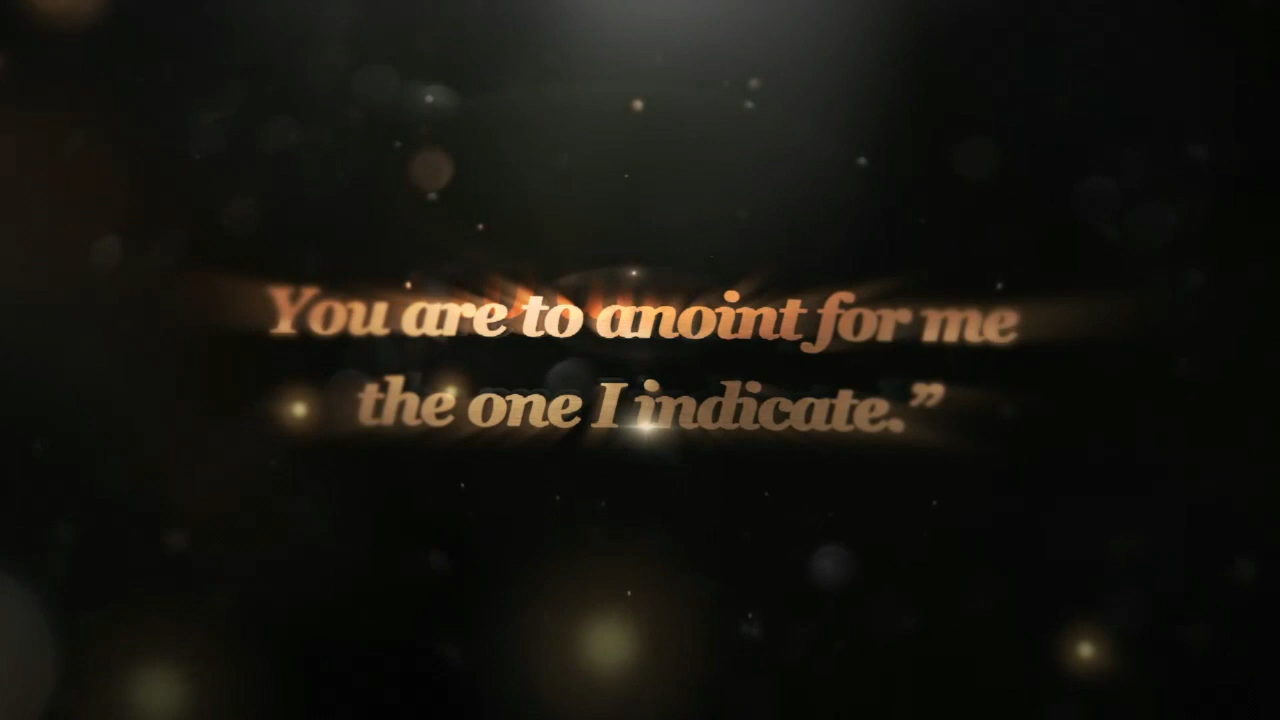 You are to anoint for me
the one I indicate.”